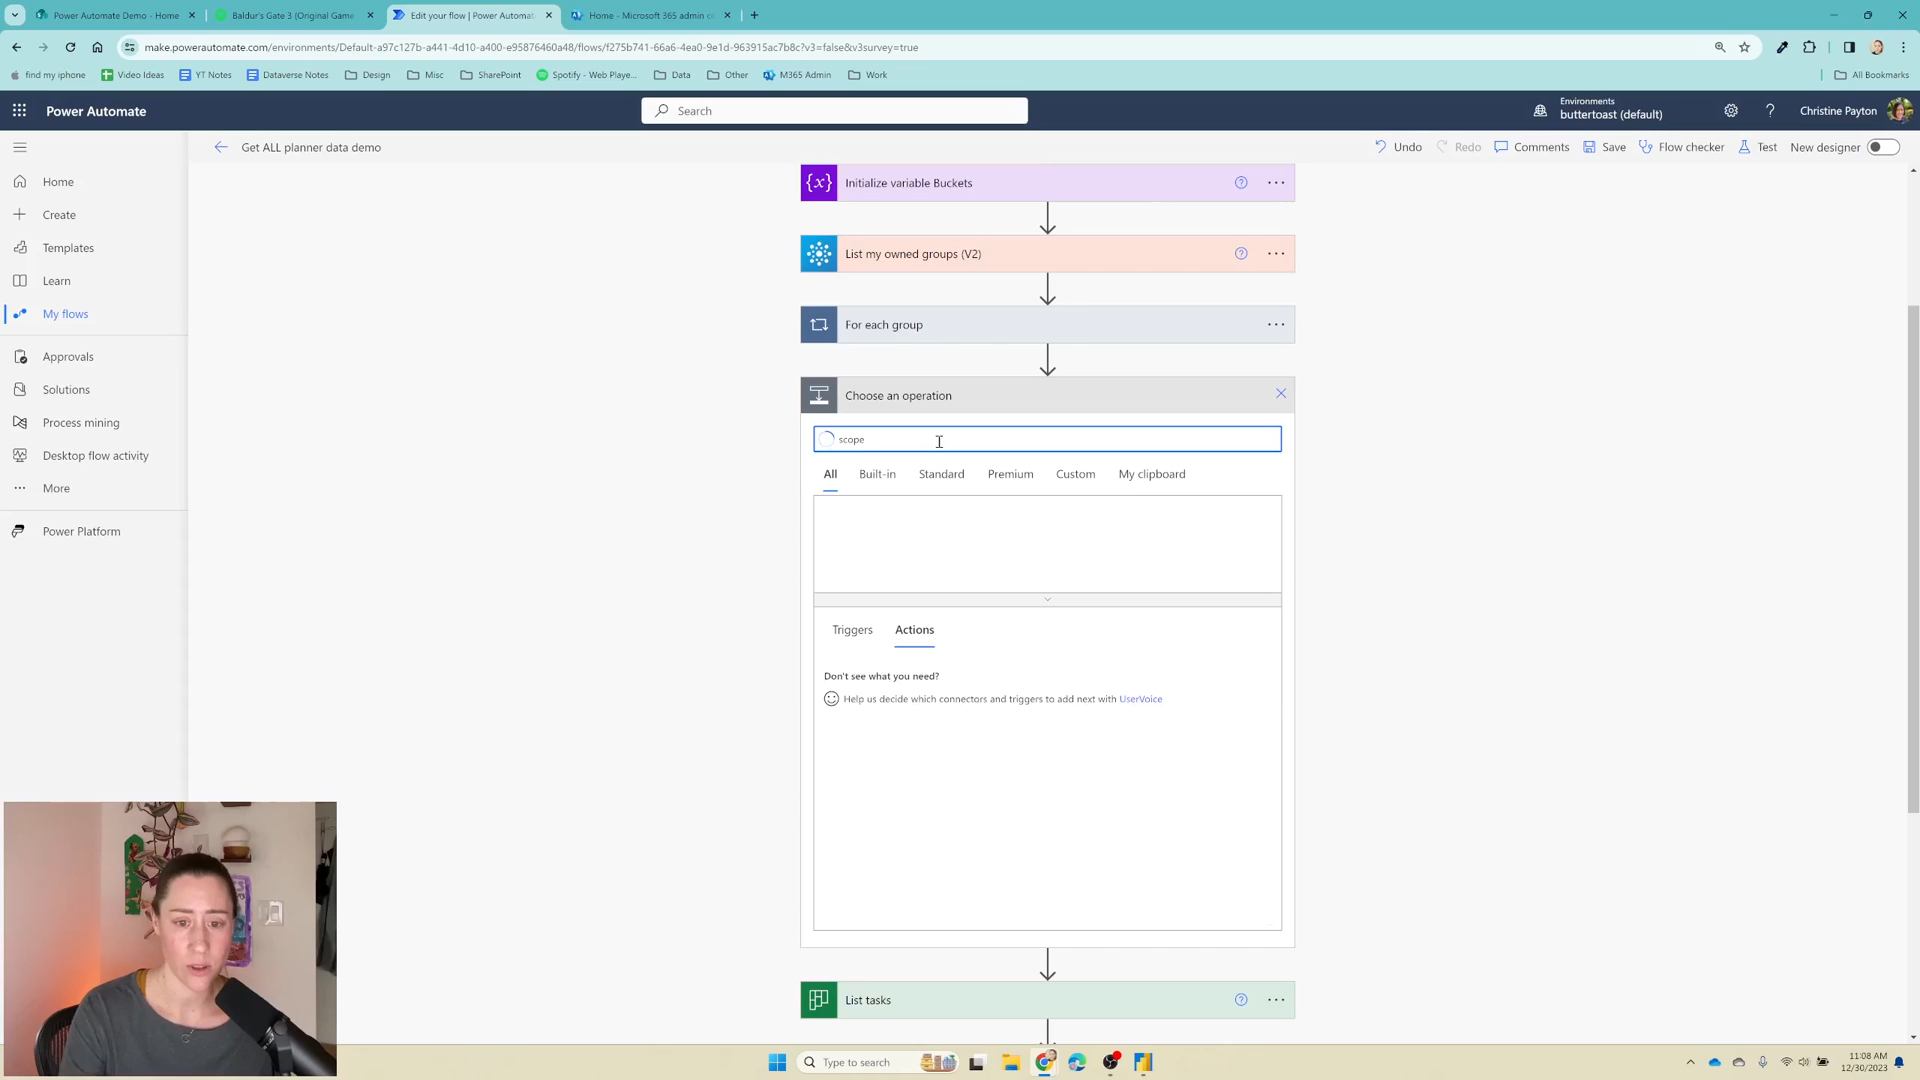 Power Automate Demo - Home
Baldur's Gate 3 (Original Game
Edit your flow | Power Automat
Home - Microsoft 365 admin c
make.powerautomate.com/environments/Default-a97c127b-a441-4d10-a400-e95876460a48/flows/f275b741-66a6-4ea0-9e1d-963915ac7b8c?v3=false&v3survey=true
find my iphone
Video Ideas
YT Notes
Dataverse Notes
Design
Misc
SharePoint
Spotify - Web Playe...
Data
Other
M365 Admin
Work
All Bookmarks
Power Automate
Search
Environments
buttertoast (default)
Christine Payton
Get ALL planner data demo
Undo
Redo
Comments
Save
Flow checker
Test
New designer
Home
Create
Templates
Learn
My flows
Approvals
Solutions
Process mining
Desktop flow activity
More
Power Platform
{x} Initialize variable Buckets
List my owned groups (V2)
For each group
Choose an operation
scope
All Built-in Standard Premium Custom My clipboard
Triggers Actions
Don't see what you need?
Help us decide which connectors and triggers to add next with UserVoice
List tasks
Type to search
11:08 AM
12/30/2023